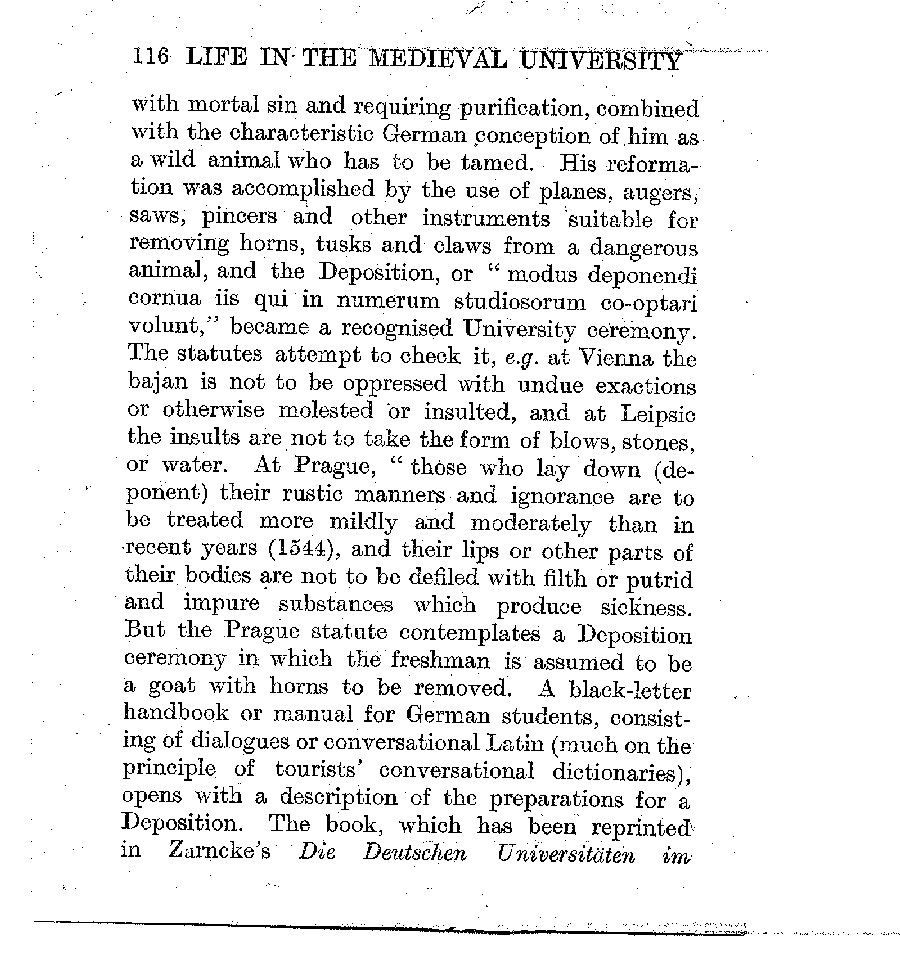 116 LIFE IN THE MEDIEVAL UNIVERSITY
with mortal sin and requiring purification, combined
with the characteristic German conception of him as
a wild animal who has to be tamed. His reforma-
tion was accomplished by the use of planes, augers,
saws, pincers and other instruments suitable for
removing horns, tusks and claws from a dangerous
animal, and the Deposition, or “ modus deponendi
cornua iis qui in numerum studiosorum co-optari
volunt,” became a recognised University ceremony.
The statutes attempt to check it, e.g. at Vienna the
bajan is not to be oppressed with undue exactions
or otherwise molested or insulted, and at Leipsic
the insults are not to take the form of blows, stones,
or water. At Prague, “ those who lay down (de-
ponent) their rustic manners and ignorance are to
be treated more mildly and moderately than in
recent years (1544), and their lips or other parts of
their bodies are not to be defiled with filth or putrid
and impure substances which produce sickness.
But the Prague statute contemplates a Deposition
ceremony in which the freshman is assumed to be
a goat with horns to be removed. A black-letter
handbook or manual for German students, consist-
ing of dialogues or conversational Latin (much on the
principle of tourists’ conversational dictionaries),
opens with a description of the preparations for a
Deposition. The book, which has been reprinted
in Zarncke’s Die Deutschen Universitäten im